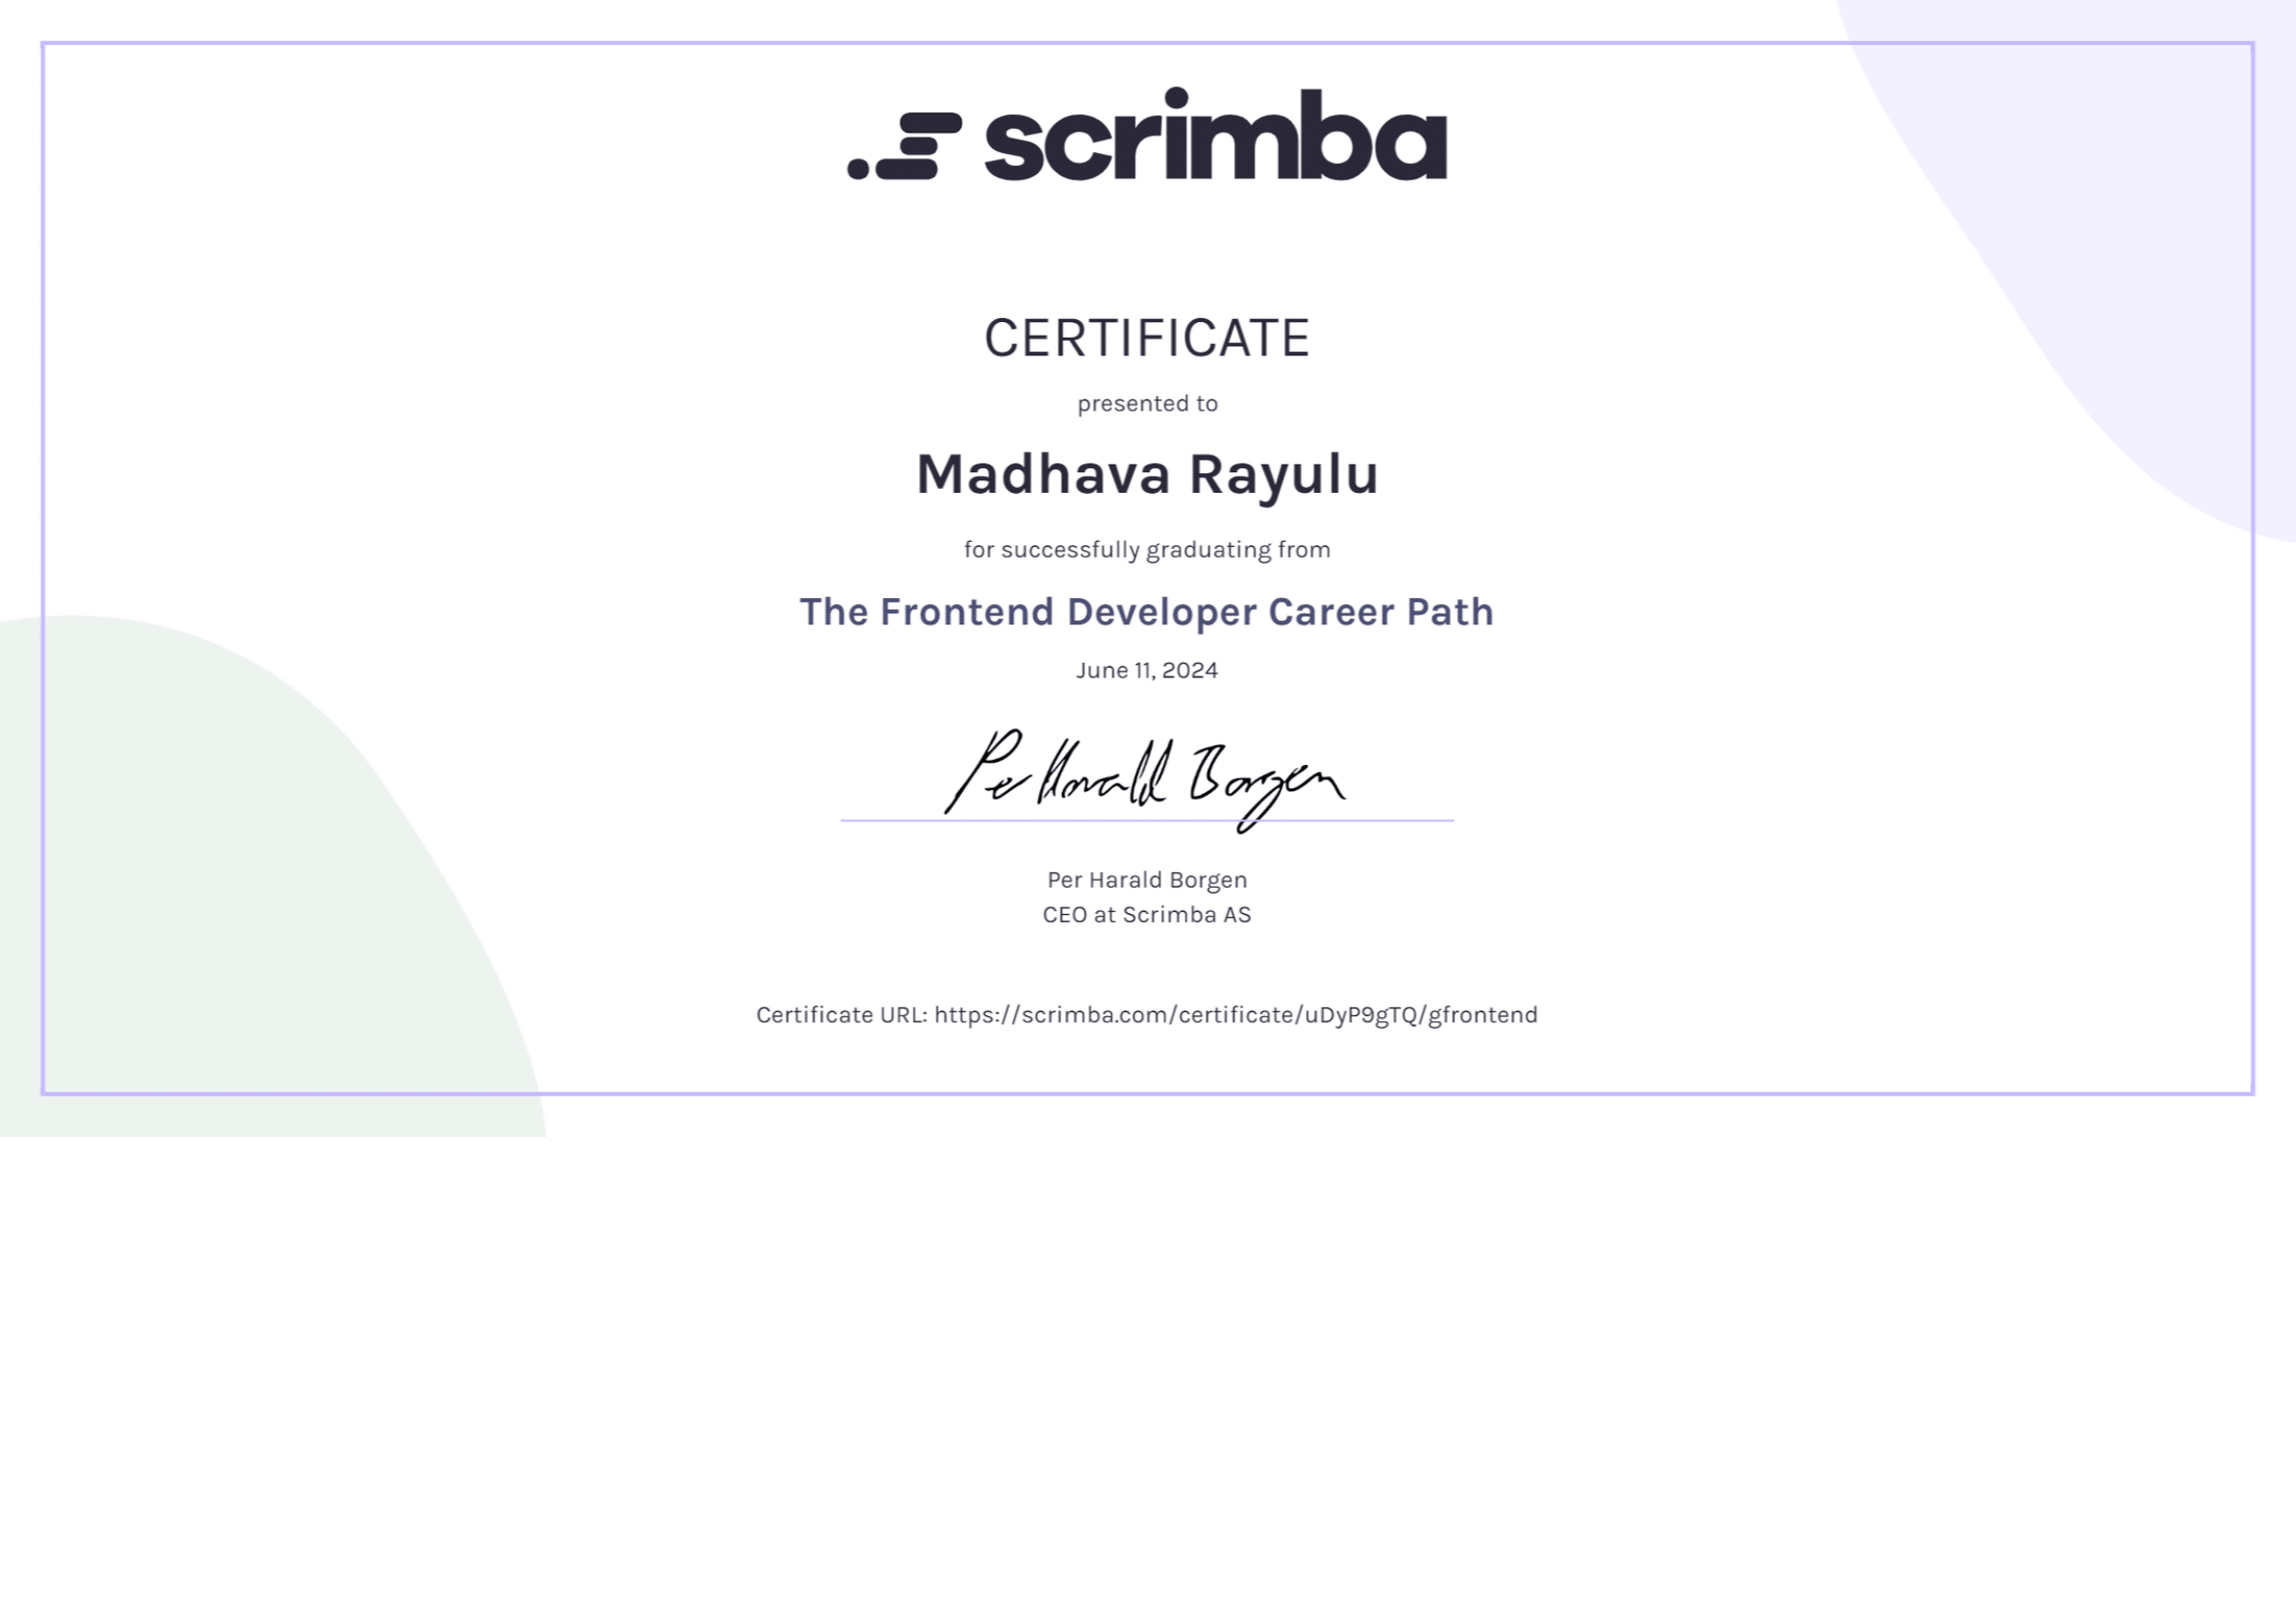 scrimba
CERTIFICATE
presented to
Madhava Rayulu
for successfully graduating from
The Frontend Developer Career Path
June 11, 2024
Per Harald Borgen
Per Harald Borgen
CEO at Scrimba AS
Certificate URL: https://scrimba.com/certificate/uDyP9gTQ/gfrontend